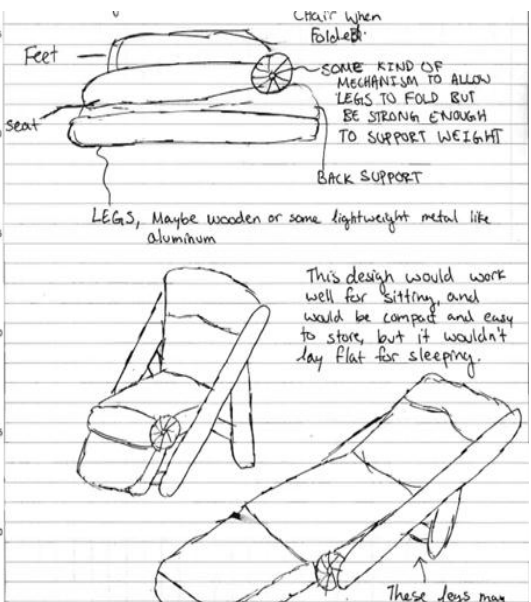 Chair when
Folded.
Feet
SOME KIND OF
MECHANISM TO ALLOW
LEGS TO FOLD BUT
BE STRONG ENOUGH
TO SUPPORT WEIGHT
seat
BACK SUPPORT
LEGS, Maybe wooden or some lightweight metal like
aluminum
This design would work
well for sitting, and
would be compact and easy
to store, but it wouldn't
lay flat for sleeping.
These legs may